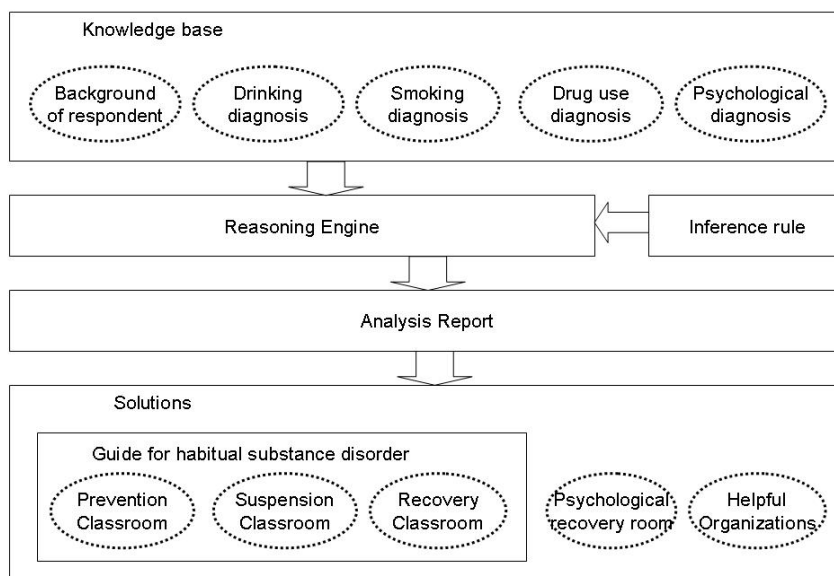 Knowledge base
Background
of respondent
Drinking
diagnosis
Smoking
diagnosis
Drug use
diagnosis
Psychological
diagnosis
Reasoning Engine
Inference rule
Analysis Report
Solutions
Guide for habitual substance disorder
Prevention
Classroom
Suspension
Classroom
Recovery
Classroom
Psychological
recovery room
Helpful
Organizations